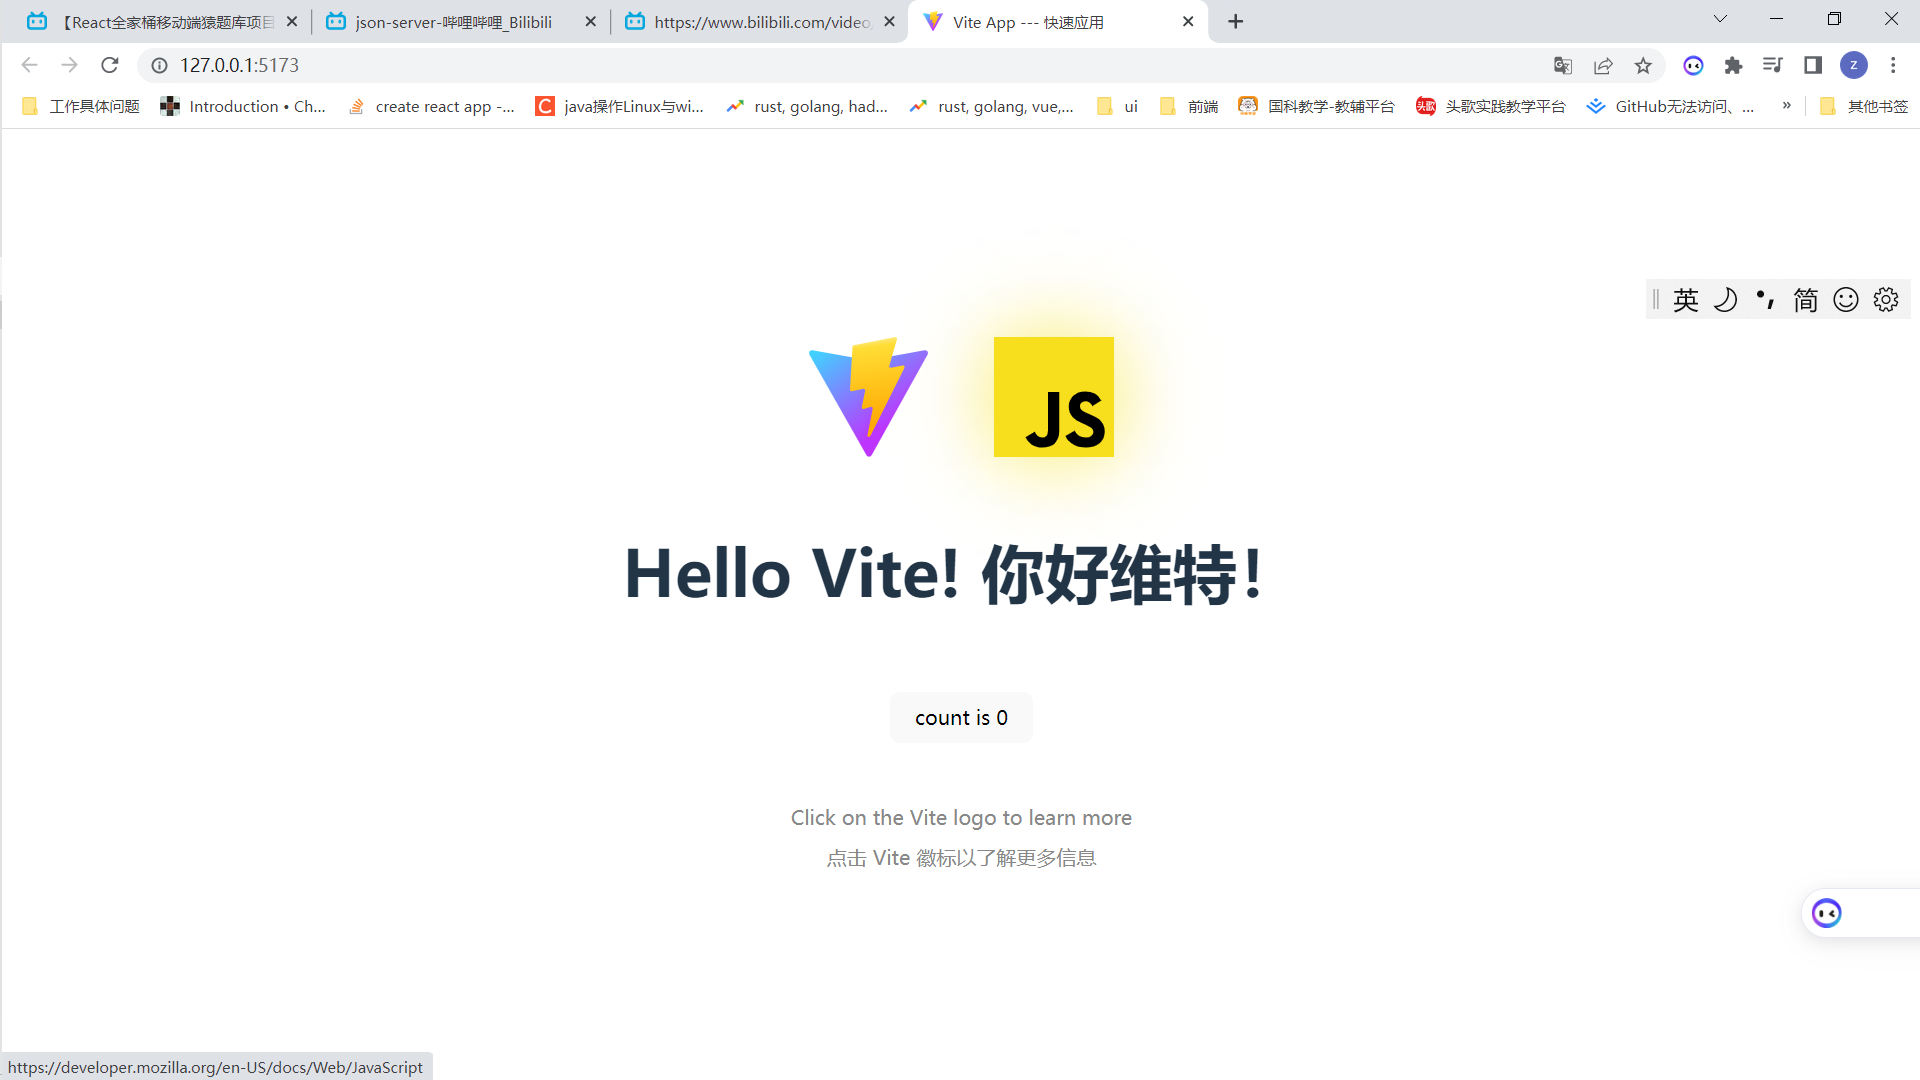 【React全家桶移动端猿题库项目
json-server-哔哩哔哩_Bilibili
https://www.bilibili.com/video,
Vite App --- 快速应用
127.0.0.1:5173
工作具体问题
Introduction • Ch...
create react app -...
java操作Linux与wi...
rust, golang, had...
rust, golang, vue,...
ui
前端
国科教学-教辅平台
头歌
头歌实践教学平台
GitHub无法访问、...
»
其他书签
Z
英
简
JS
Hello Vite! 你好维特！
count is 0
Click on the Vite logo to learn more
点击 Vite 徽标以了解更多信息
https://developer.mozilla.org/en-US/docs/Web/JavaScript